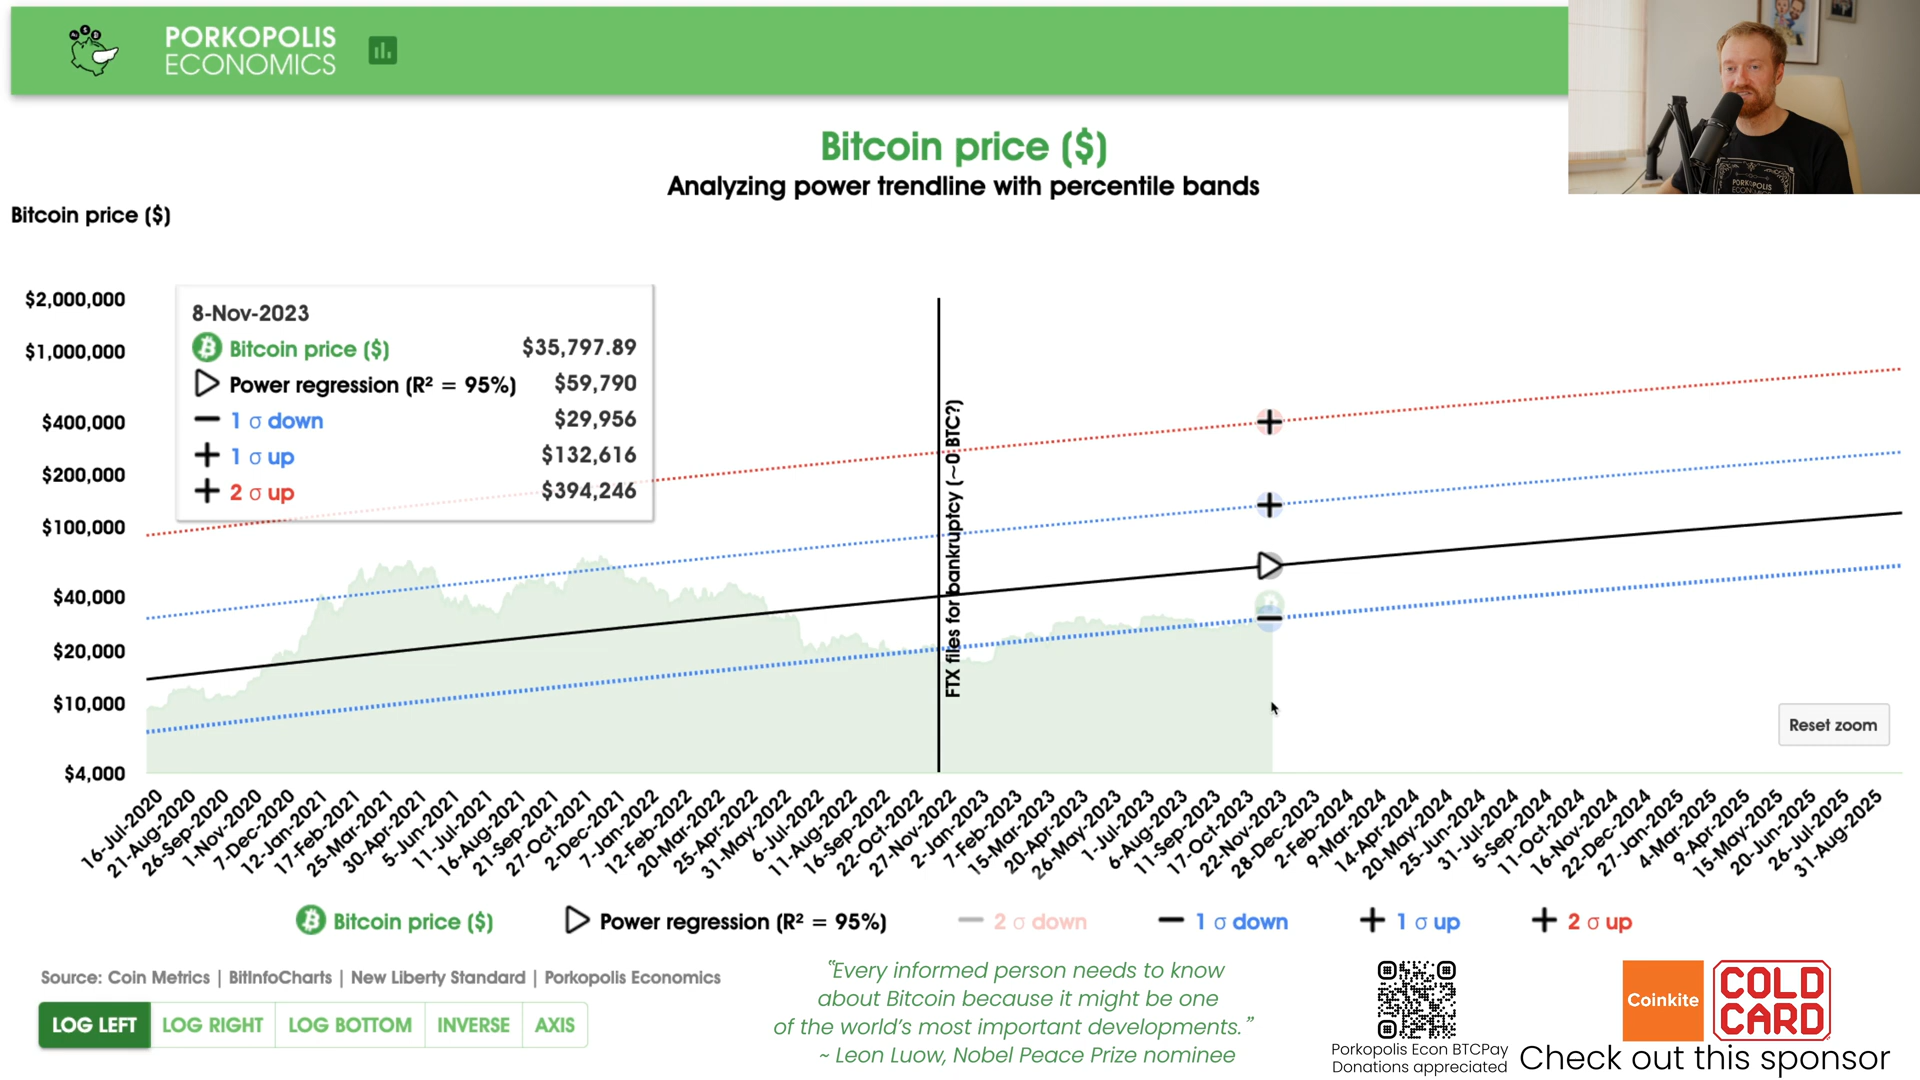 PORKOPOLIS
ECONOMICS
Bitcoin price ($)
Analyzing power trendline with percentile bands
Bitcoin price ($)
$2,000,000
$1,000,000
$400,000
$200,000
$100,000
$40,000
$20,000
$10,000
$4,000
8-Nov-2023
Bitcoin price ($) $35,797.89
Power regression (R² = 95%) $59,790
1 σ down $29,956
1 σ up $132,616
2 σ up $394,246
FTX files for bankruptcy (~0 BTC?)
PORKOPOLIS
Reset zoom
16-Jul-2020
21-Aug-2020
26-Sep-2020
1-Nov-2020
7-Dec-2020
12-Jan-2021
17-Feb-2021
25-Mar-2021
30-Apr-2021
5-Jun-2021
11-Jul-2021
16-Aug-2021
21-Sep-2021
27-Oct-2021
2-Dec-2021
7-Jan-2022
12-Feb-2022
20-Mar-2022
25-Apr-2022
31-May-2022
6-Jul-2022
11-Aug-2022
16-Sep-2022
22-Oct-2022
27-Nov-2022
2-Jan-2023
7-Feb-2023
15-Mar-2023
20-Apr-2023
26-May-2023
1-Jul-2023
6-Aug-2023
11-Sep-2023
17-Oct-2023
22-Nov-2023
28-Dec-2023
2-Feb-2024
9-Mar-2024
14-Apr-2024
20-May-2024
25-Jun-2024
31-Jul-2024
5-Sep-2024
11-Oct-2024
16-Nov-2024
22-Dec-2024
27-Jan-2025
4-Mar-2025
9-Apr-2025
15-May-2025
20-Jun-2025
26-Jul-2025
31-Aug-2025
Bitcoin price ($) Power regression (R² = 95%) 2 σ down 1 σ down 1 σ up 2 σ up
Source: Coin Metrics | BitInfoCharts | New Liberty Standard | Porkopolis Economics
LOG LEFT LOG RIGHT LOG BOTTOM INVERSE AXIS
"Every informed person needs to know
about Bitcoin because it might be one
of the world's most important developments."
~ Leon Luow, Nobel Peace Prize nominee
Porkopolis Econ BTCPay
Donations appreciated
Coinkite
COLD
CARD
Check out this sponsor